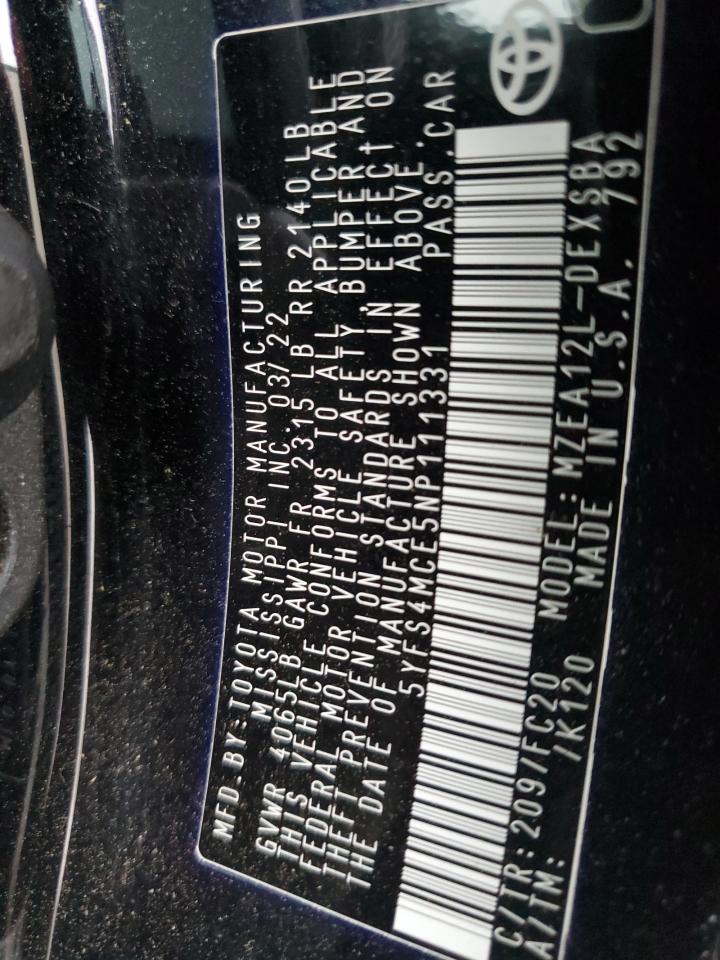 MFD.BY:TOYOTA MOTOR MANUFACTURING
MISSISSIPPI INC. 03/22
GVWR 4065LB GAWR FR 2315 LB RR 2140LB
THIS VEHICLE CONFORMS TO ALL APPLICABLE
FEDERAL MOTOR VEHICLE SAFETY, BUMPER AND
THEFT PREVENTION STANDARDS IN EFFECT ON
THE DATE OF MANUFACTURE SHOWN ABOVE.
5YFS4MCE5NP111331 PASS.CAR
C/TR:209/FC20 MODEL:MZEA12L-DEXSBA
A/TM: /K120 MADE IN U.S.A. 792